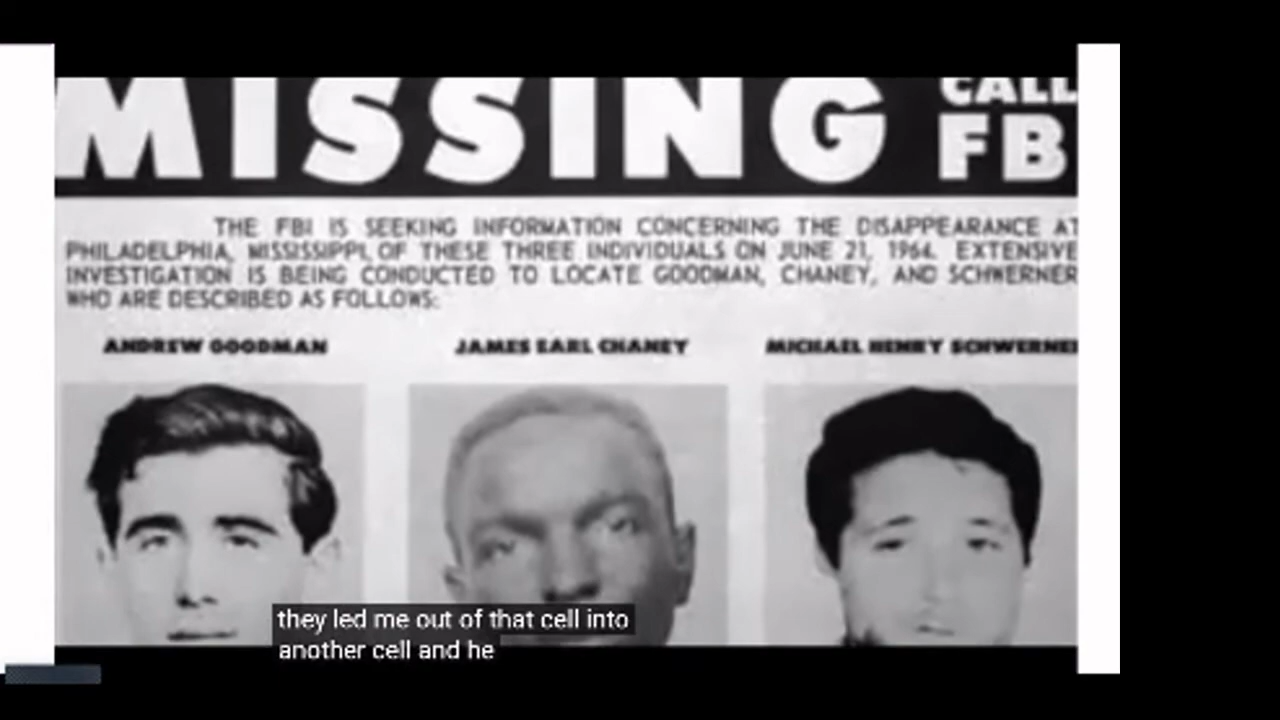 MISSING CALL
FB
THE FBI IS SEEKING INFORMATION CONCERNING THE DISAPPEARANCE AT
PHILADELPHIA, MISSISSIPPI, OF THESE THREE INDIVIDUALS ON JUNE 21, 1964. EXTENSIVE
INVESTIGATION IS BEING CONDUCTED TO LOCATE GOODMAN, CHANEY, AND SCHWERNER
WHO ARE DESCRIBED AS FOLLOWS:
ANDREW GOODMAN JAMES EARL CHANEY MICHAEL HENRY SCHWERNER
they led me out of that cell into
another cell and he